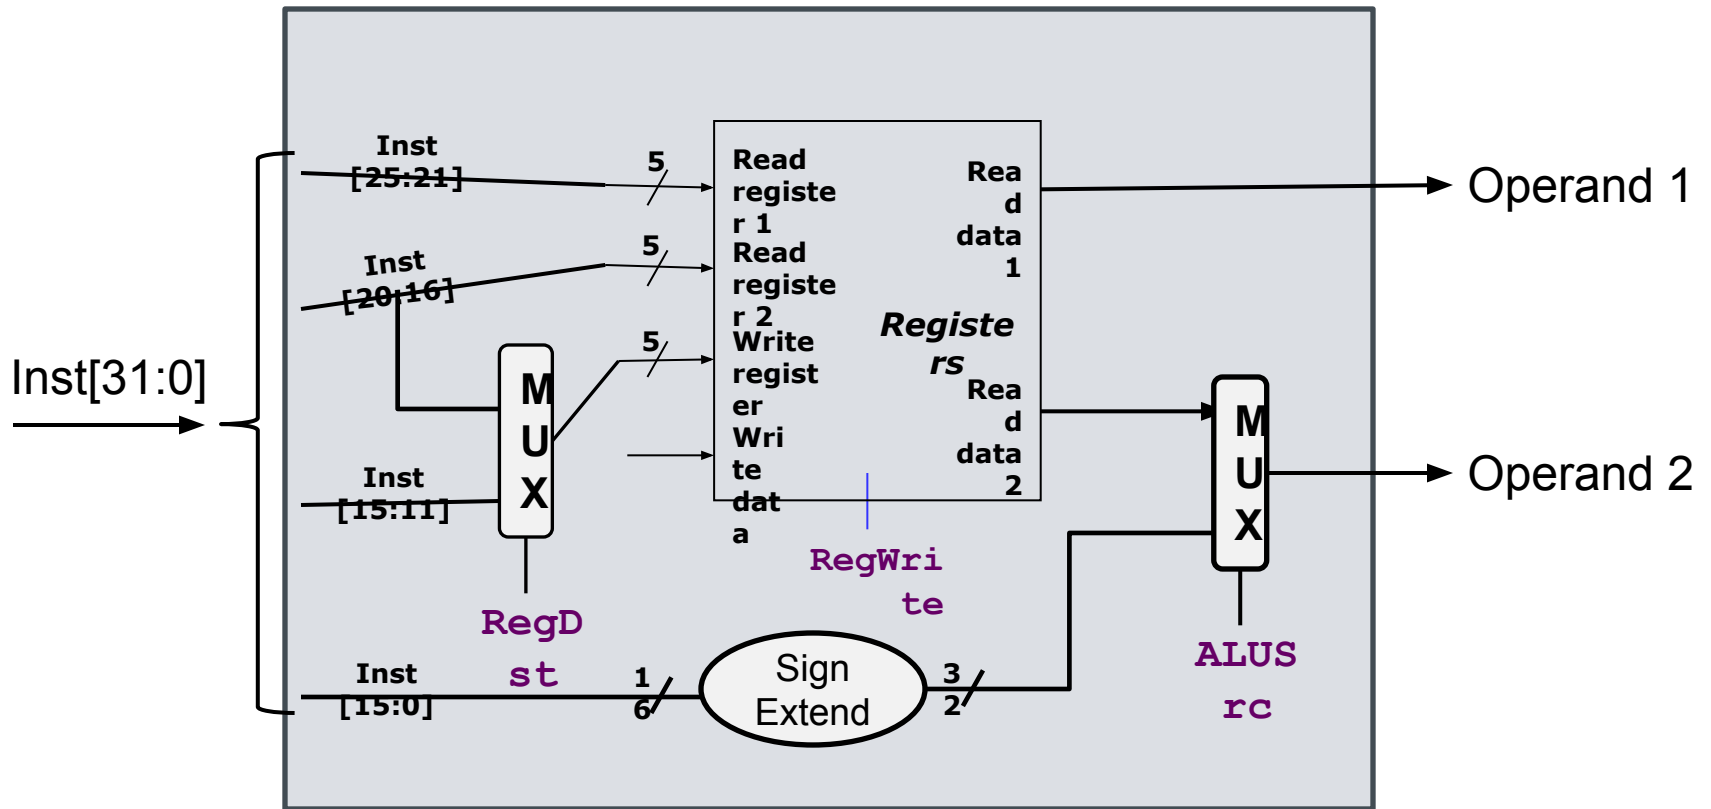 Inst[31:0]
Inst
[25:21]
5
Inst
[20:16]
5
5
Inst
[15:11]
M
U
X
RegD
st
Inst
[15:0]
1
6
Read
registe
r 1
Read
registe
r 2
Write
regist
er
Wri
te
dat
a
Rea
d
data
1
Registe
rs
Rea
d
data
2
RegWri
te
Sign
Extend
3
2
M
U
X
ALUS
rc
Operand 1
Operand 2